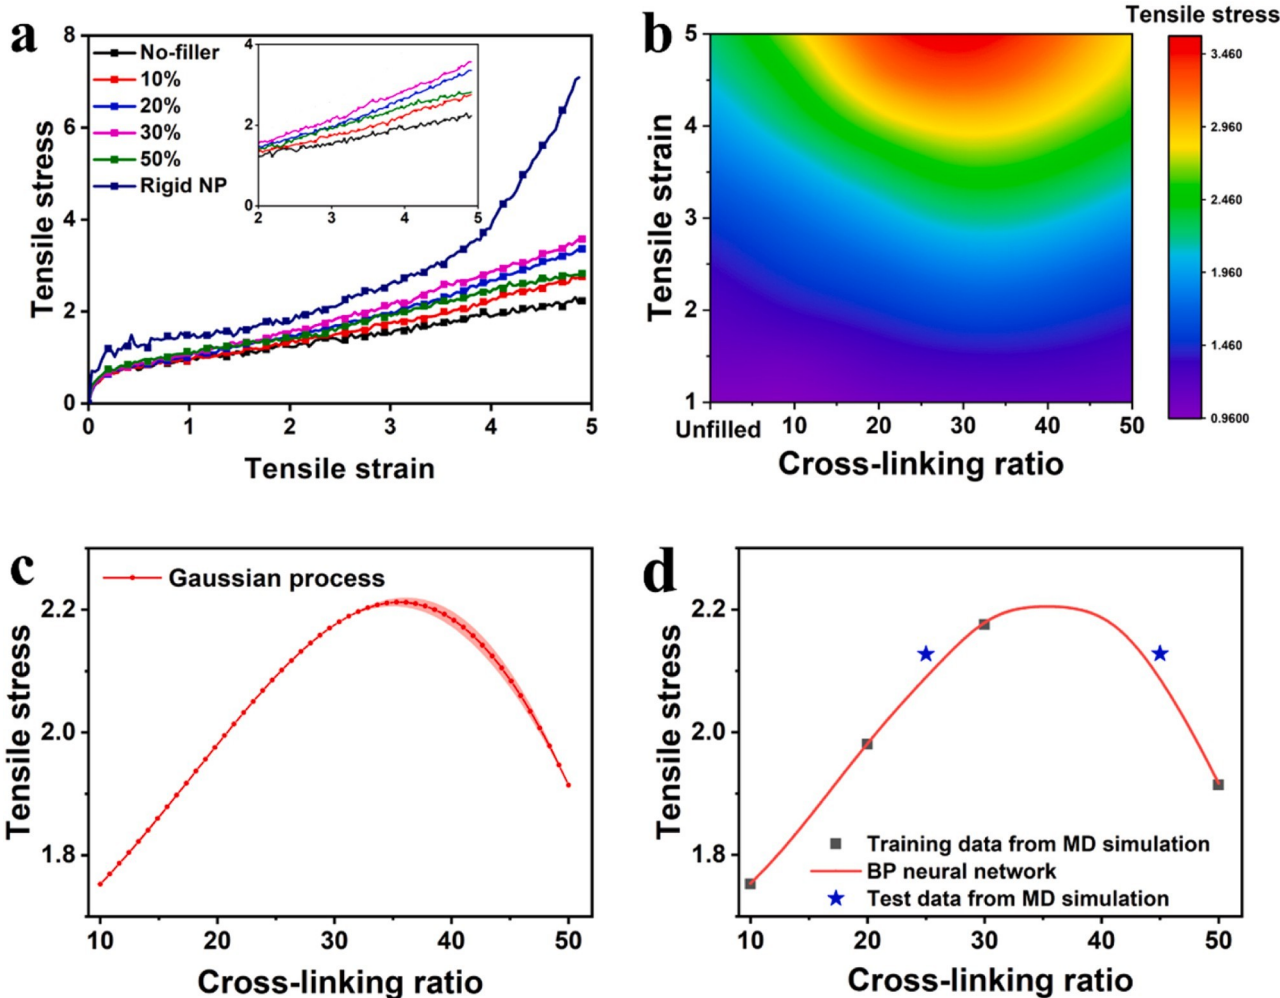 a
Tensile stress
8
6
4
2
0
No-filler
10%
20%
30%
50%
Rigid NP
4
2
0
2 3 4 5
0 1 2 3 4 5
Tensile strain
b
Tensile stress
Tensile strain
5
4
3
2
1
3.460
2.960
2.460
1.960
1.460
0.9600
Unfilled 10 20 30 40 50
Cross-linking ratio
c
Gaussian process
Tensile stress
2.2
2.0
1.8
10 20 30 40 50
Cross-linking ratio
d
Tensile stress
2.2
2.0
1.8
Training data from MD simulation
BP neural network
Test data from MD simulation
10 20 30 40 50
Cross-linking ratio